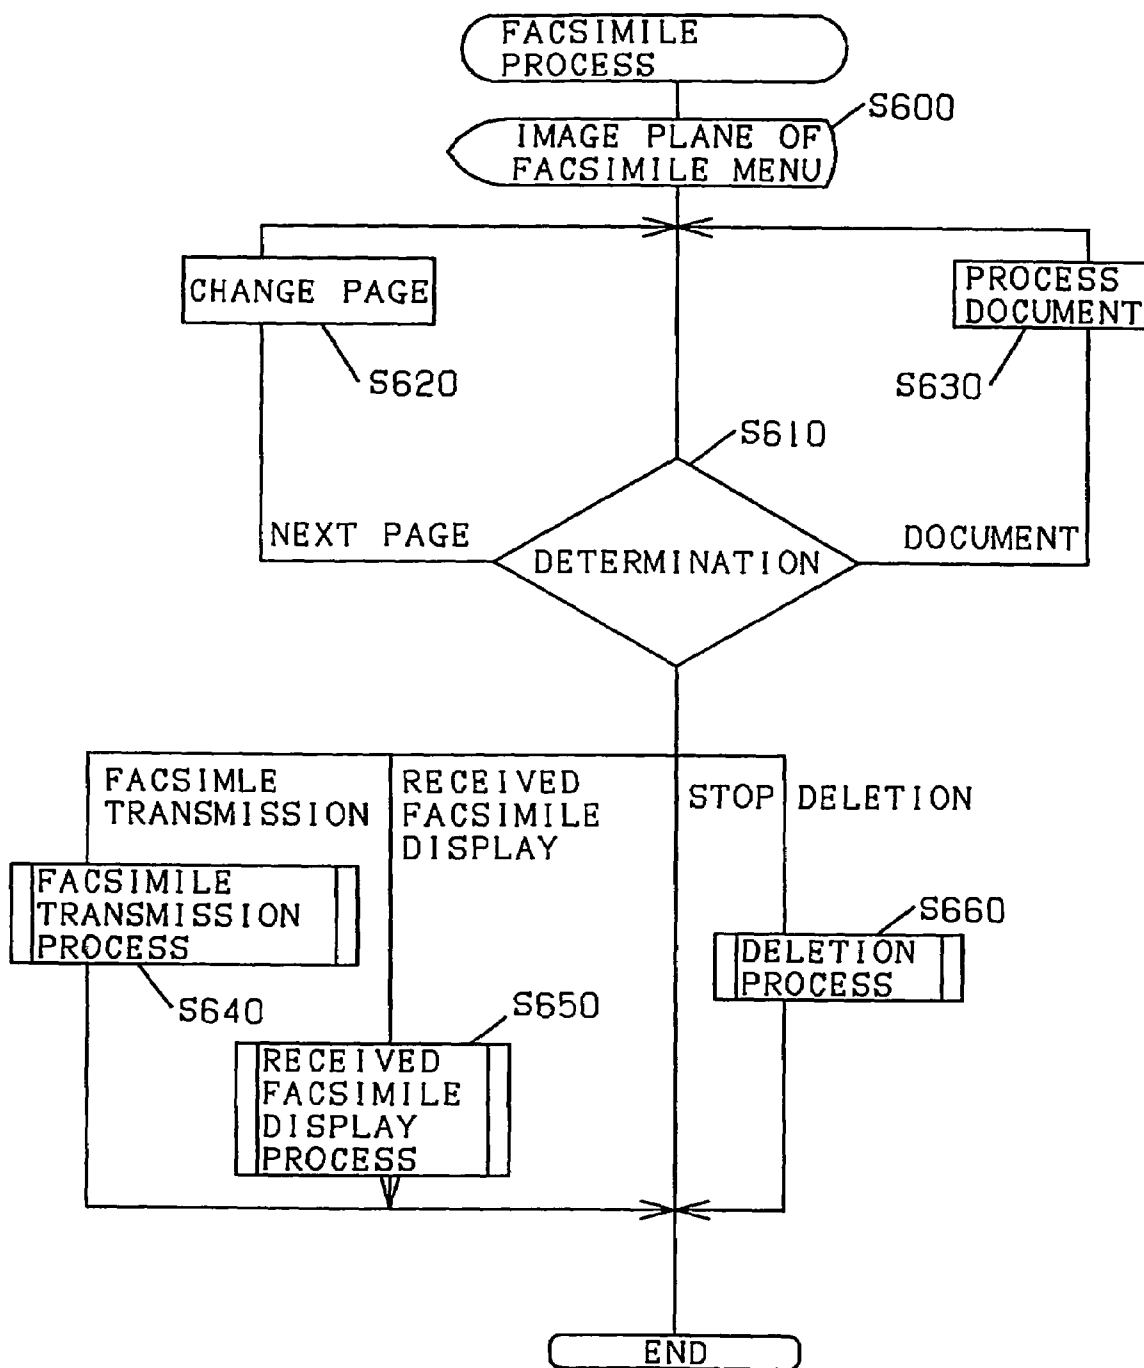 FACSIMILE
PROCESS
S600
IMAGE PLANE OF
FACSIMILE MENU
CHANGE PAGE
S620
PROCESS
DOCUMENT
S630
S610
NEXT PAGE
DETERMINATION
DOCUMENT
FACSIMLE
TRANSMISSION
RECEIVED
FACSIMILE
DISPLAY
STOP
DELETION
FACSIMILE
TRANSMISSION
PROCESS
S640
S650
RECEIVED
FACSIMILE
DISPLAY
PROCESS
S660
DELETION
PROCESS
END